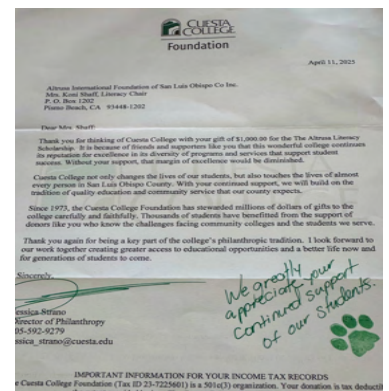 CUESTA
COLLEGE
Foundation
April 11, 2025
Altrusa International Foundation of San Luis Obispo Co Inc.
Mrs. Koni Shaff, Literacy Chair
P. O. Box 1202
Pismo Beach, CA 93448-1202
Dear Mrs. Shaff:
Thank you for thinking of Cuesta College with your gift of $1,000.00 for the The Altrusa Literacy
Scholarship. It is because of friends and supporters like you that this wonderful college continues
its reputation for excellence in its diversity of programs and services that support student
success. Without your support, that margin of excellence would be diminished.
Cuesta College not only changes the lives of our students, but also touches the lives of almost
every person in San Luis Obispo County. With your continued support, we will build on the
tradition of quality education and community service that our county expects.
Since 1973, the Cuesta College Foundation has stewarded millions of dollars of gifts to the
college carefully and faithfully. Thousands of students have benefitted from the support of
donors like you who know the challenges facing community colleges and the students we serve.
Thank you again for being a key part of the college's philanthropic tradition. I look forward to
our work together creating greater access to educational opportunities and a better life now and
for generations of students to come.
Sincerely,
essica Strano
irector of Philanthropy
05-592-9279
ssica_strano@cuesta.edu
We greatly
appreciate your
continued support
of our students.
IMPORTANT INFORMATION FOR YOUR INCOME TAX RECORDS
e Cuesta College Foundation (Tax ID 23-7225601) is a 501(c)(3) organization. Your donation is tax deductibl